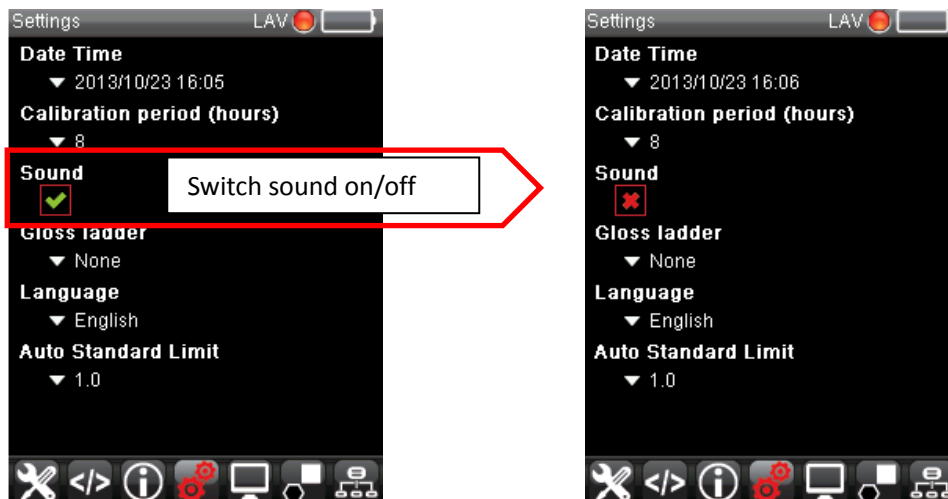 Settings LAV
Date Time
2013/10/23 16:05
Calibration period (hours)
8
Sound
Switch sound on/off
Gloss ladder
None
Language
English
Auto Standard Limit
1.0
</>
Settings LAV
Date Time
2013/10/23 16:06
Calibration period (hours)
8
Sound
Gloss ladder
None
Language
English
Auto Standard Limit
1.0
</>